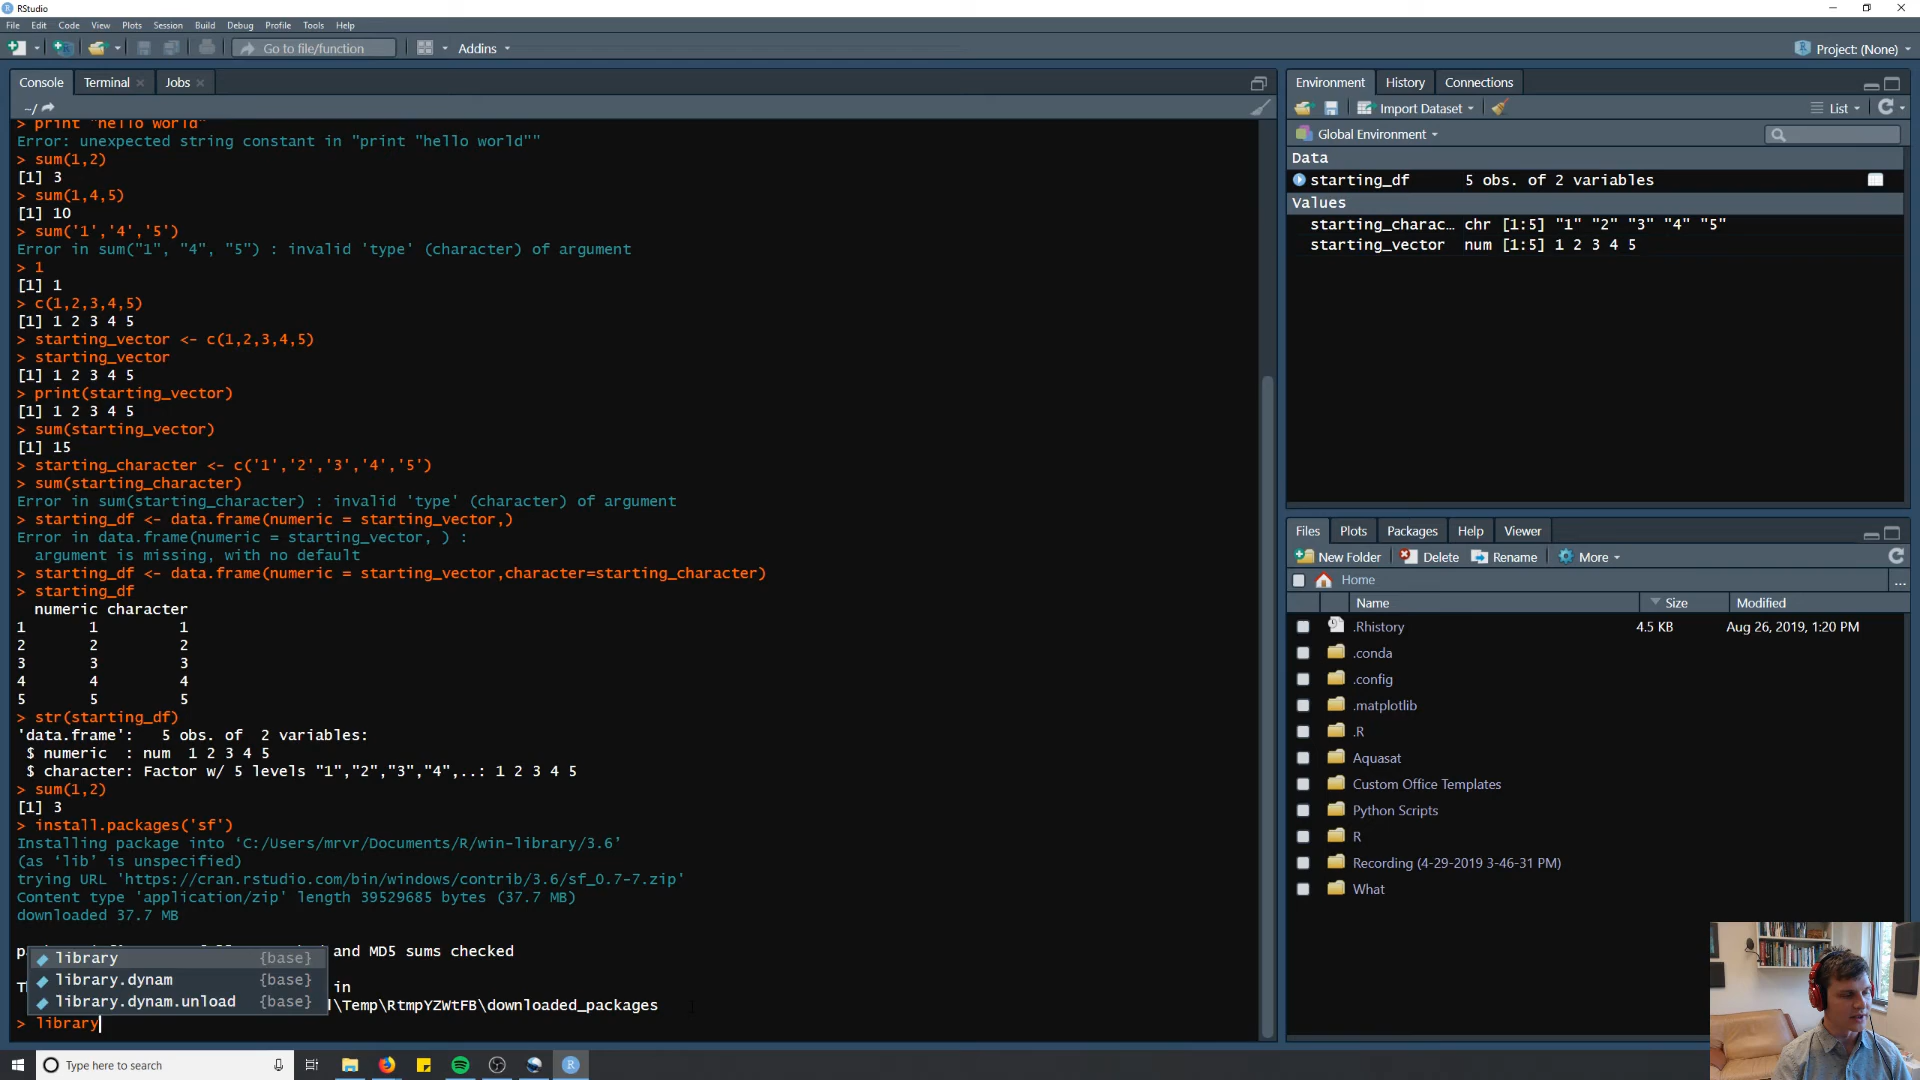 RStudio
File Edit Code View Plots Session Build Debug Profile Tools Help
Go to file/function
Addins
Project: (None)
Console Terminal Jobs
~/
> print "hello world"
Error: unexpected string constant in "print "hello world""
> sum(1,2)
[1] 3
> sum(1,4,5)
[1] 10
> sum('1','4','5')
Error in sum("1", "4", "5") : invalid 'type' (character) of argument
> 1
[1] 1
> c(1,2,3,4,5)
[1] 1 2 3 4 5
> starting_vector <- c(1,2,3,4,5)
> starting_vector
[1] 1 2 3 4 5
> print(starting_vector)
[1] 1 2 3 4 5
> sum(starting_vector)
[1] 15
> starting_character <- c('1','2','3','4','5')
> sum(starting_character)
Error in sum(starting_character) : invalid 'type' (character) of argument
> starting_df <- data.frame(numeric = starting_vector,)
Error in data.frame(numeric = starting_vector, ) :
argument is missing, with no default
> starting_df <- data.frame(numeric = starting_vector,character=starting_character)
> starting_df
numeric character
1 1 1
2 2 2
3 3 3
4 4 4
5 5 5
> str(starting_df)
'data.frame': 5 obs. of 2 variables:
$ numeric : num 1 2 3 4 5
$ character: Factor w/ 5 levels "1","2","3","4",..: 1 2 3 4 5
> sum(1,2)
[1] 3
> install.packages('sf')
Installing package into ‘C:/Users/mrvr/Documents/R/win-library/3.6’
(as ‘lib’ is unspecified)
trying URL 'https://cran.rstudio.com/bin/windows/contrib/3.6/sf_0.7-7.zip'
Content type 'application/zip' length 39529685 bytes (37.7 MB)
downloaded 37.7 MB
and MD5 sums checked
in
\Temp\RtmpYZWtFB\downloaded_packages
library {base}
library.dynam {base}
library.dynam.unload {base}
> library
Environment History Connections
Import Dataset
List
Global Environment
Data
starting_df 5 obs. of 2 variables
Values
starting_charac… chr [1:5] "1" "2" "3" "4" "5"
starting_vector num [1:5] 1 2 3 4 5
Files Plots Packages Help Viewer
New Folder Delete Rename More
Home
...
Name Size Modified
.Rhistory 4.5 KB Aug 26, 2019, 1:20 PM
.conda
.config
.matplotlib
.R
Aquasat
Custom Office Templates
Python Scripts
R
Recording (4-29-2019 3-46-31 PM)
What
Type here to search